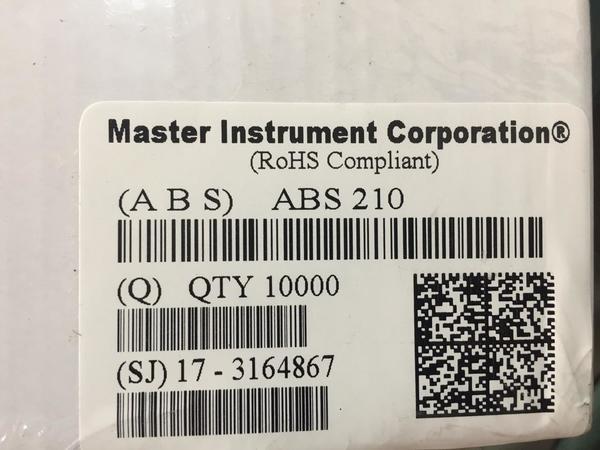 Master Instrument Corporation®
(RoHS Compliant)
(A B S) ABS 210
(Q) QTY 10000
(SJ) 17 - 3164867